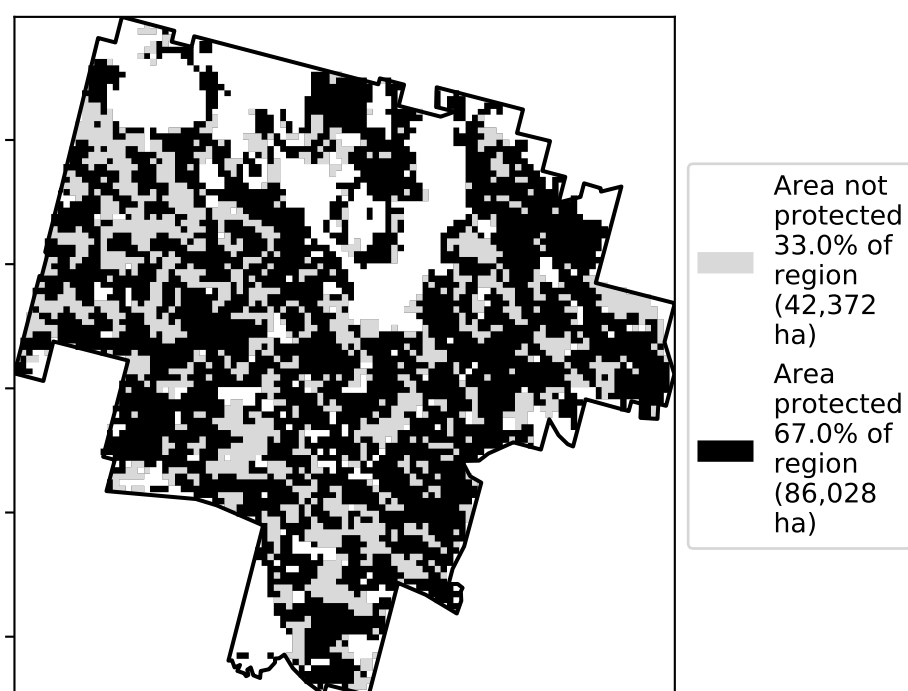 Area not
protected
33.0% of
region
(42,372
ha)
Area
protected
67.0% of
region
(86,028
ha)